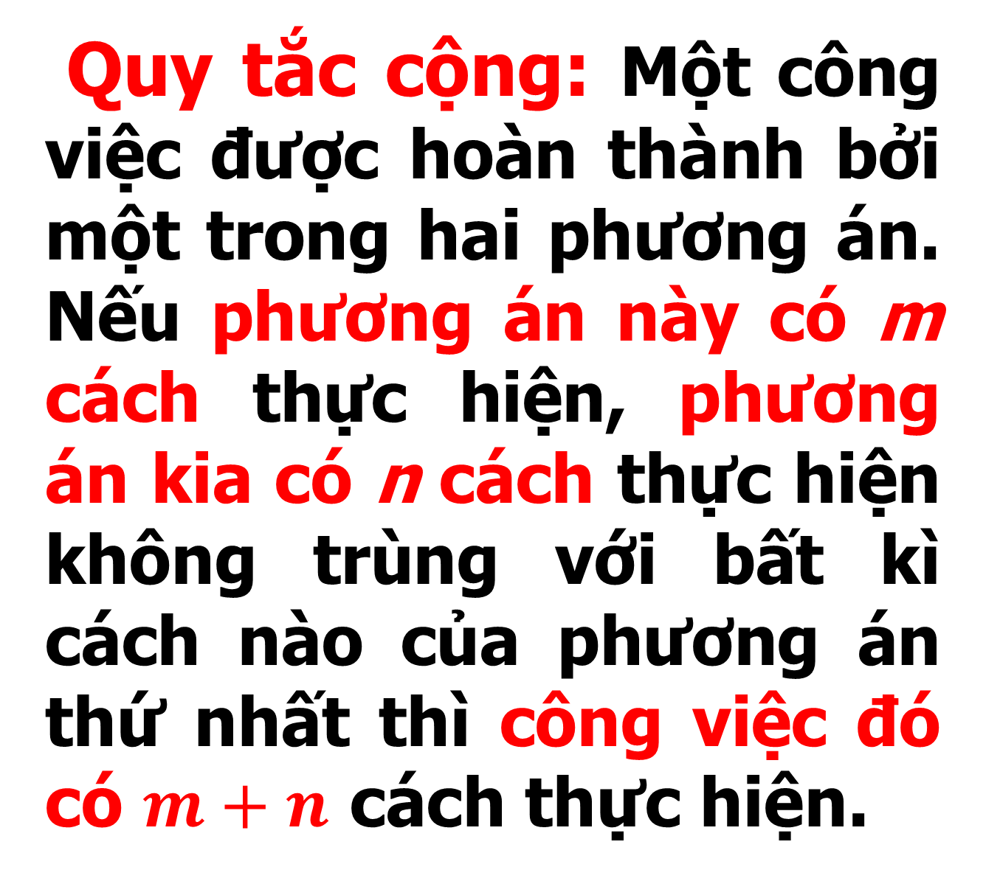 Quy tắc cộng: Một công
việc được hoàn thành bởi
một trong hai phương án.
Nếu phương án này có m
cách thực hiện, phương
án kia có n cách thực hiện
không trùng với bất kì
cách nào của phương án
thứ nhất thì công việc đó
có m + n cách thực hiện.